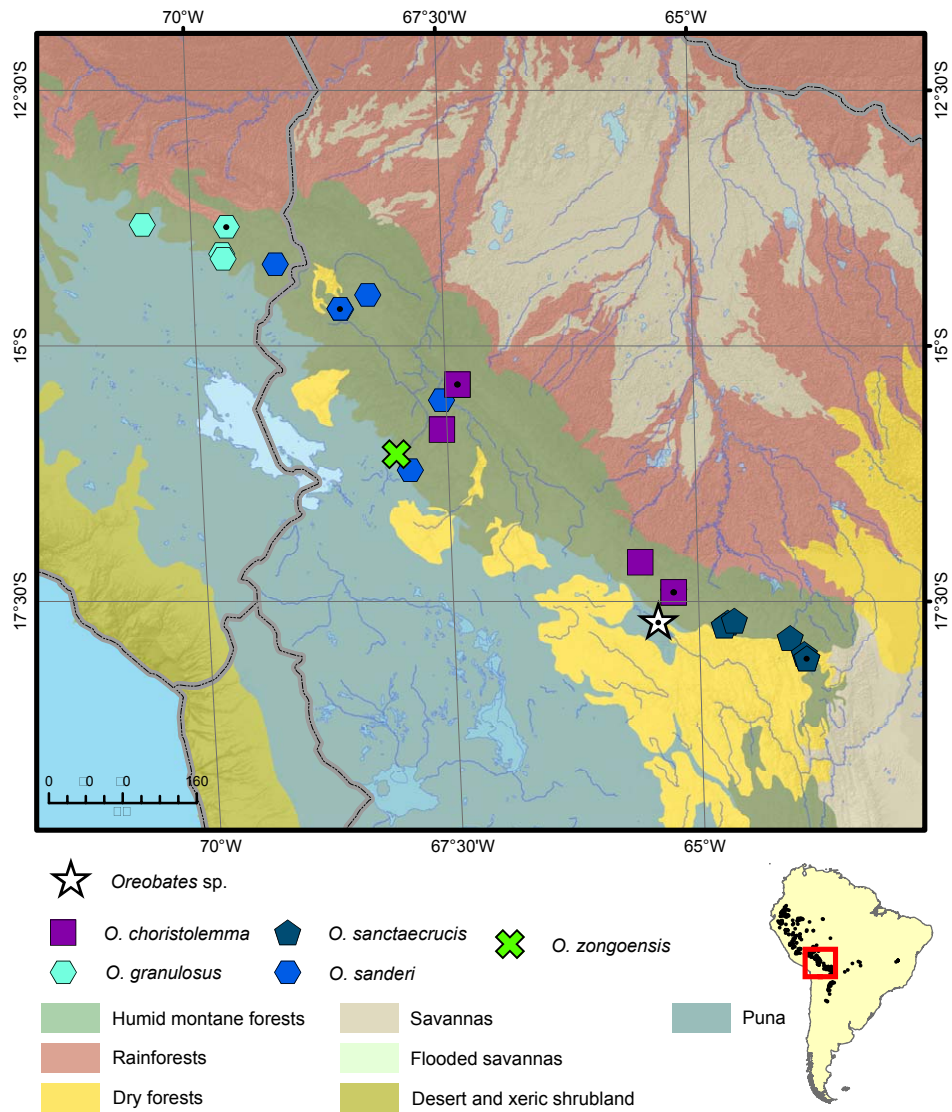 70°W 67°30'W 65°W
12°30'S 12°30'S
15°S 15°S
17°30'S 17°30'S
0 160
70°W 67°30'W 65°W
Oreobates sp.
O. choristolemma O. sanctaecrucis O. zongoensis
O. granulosus O. sanderi
Humid montane forests Savannas Puna
Rainforests Flooded savannas
Dry forests Desert and xeric shrubland